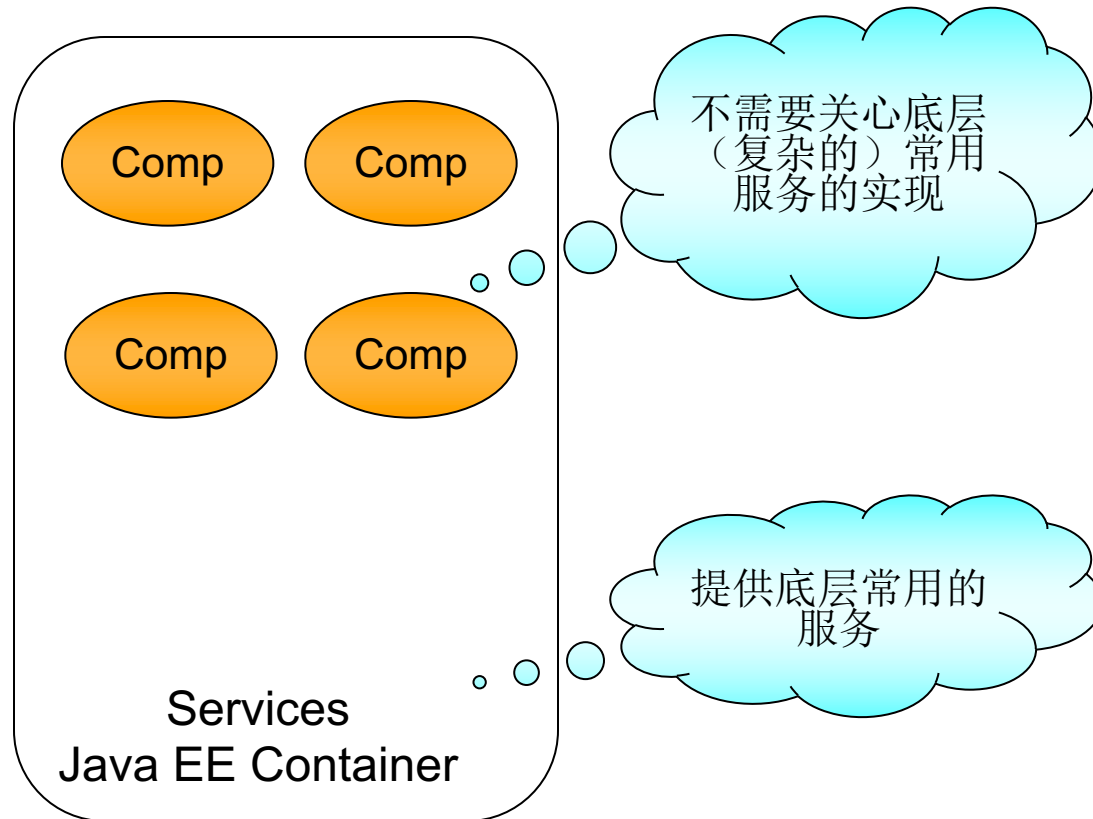 Comp
Comp
不需要关心底层
（复杂的）常用
服务的实现
Comp
Comp
提供底层常用的
服务
Services
Java EE Container